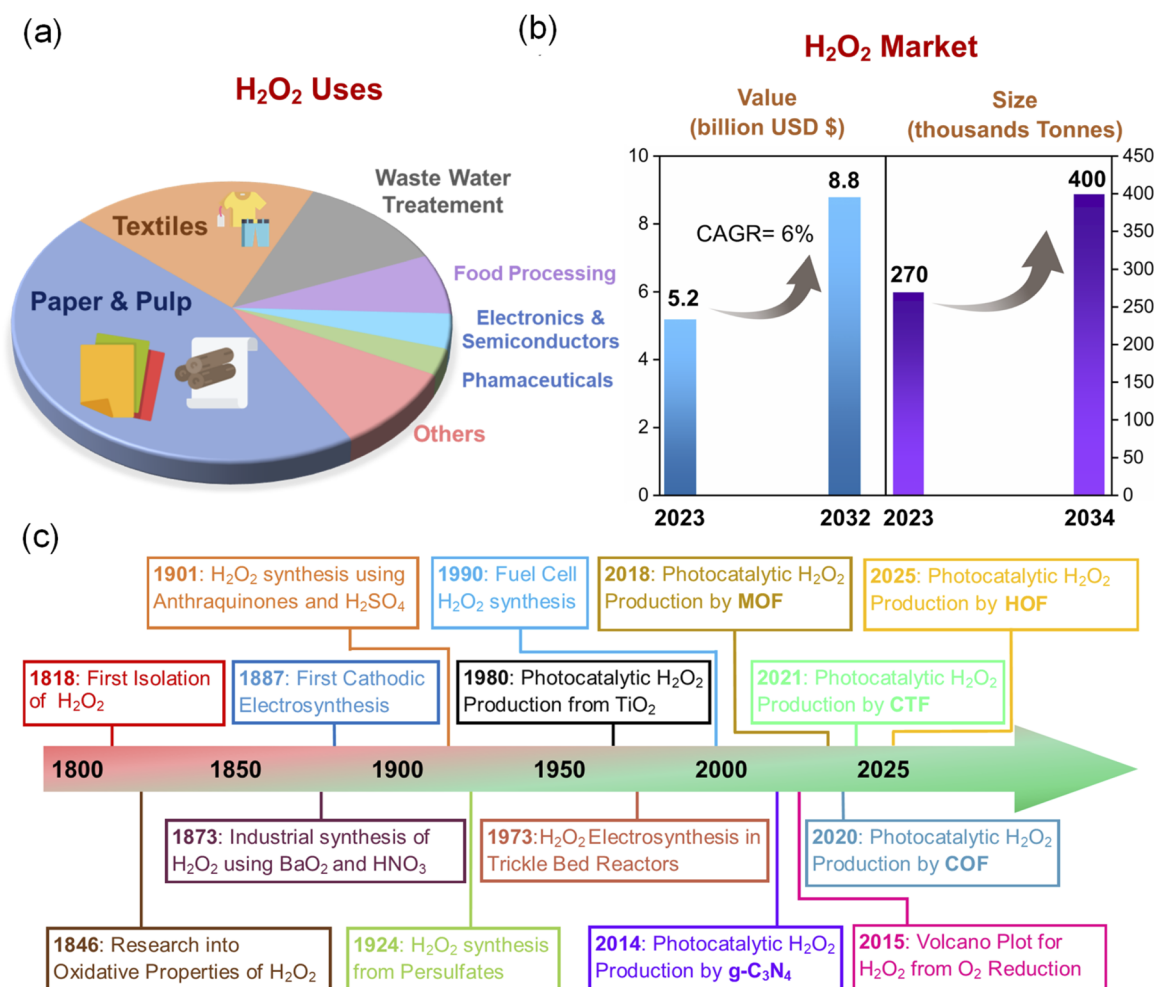 (a)
H₂O₂ Uses
Textiles
Waste Water
Treatement
Food Processing
Paper & Pulp
Electronics &
Semiconductors
Phamaceuticals
Others
(b)
H₂O₂ Market
Value
(billion USD $)
Size
(thousands Tonnes)
10
8
6
4
2
0
5.2
CAGR= 6%
8.8
270
400
450
400
350
300
250
200
150
100
50
0
2023
2032
2023
2034
(c)
1901: H₂O₂ synthesis using
Anthraquinones and H₂SO₄
1990: Fuel Cell
H₂O₂ synthesis
2018: Photocatalytic H₂O₂
Production by MOF
2025: Photocatalytic H₂O₂
Production by HOF
1818: First Isolation
of H₂O₂
1887: First Cathodic
Electrosynthesis
1980: Photocatalytic H₂O₂
Production from TiO₂
2021: Photocatalytic H₂O₂
Production by CTF
1800
1850
1900
1950
2000
2025
1873: Industrial synthesis of
H₂O₂ using BaO₂ and HNO₃
1973:H₂O₂ Electrosynthesis in
Trickle Bed Reactors
2020: Photocatalytic H₂O₂
Production by COF
1846: Research into
Oxidative Properties of H₂O₂
1924: H₂O₂ synthesis
from Persulfates
2014: Photocatalytic H₂O₂
Production by g-C₃N₄
2015: Volcano Plot for
H₂O₂ from O₂ Reduction